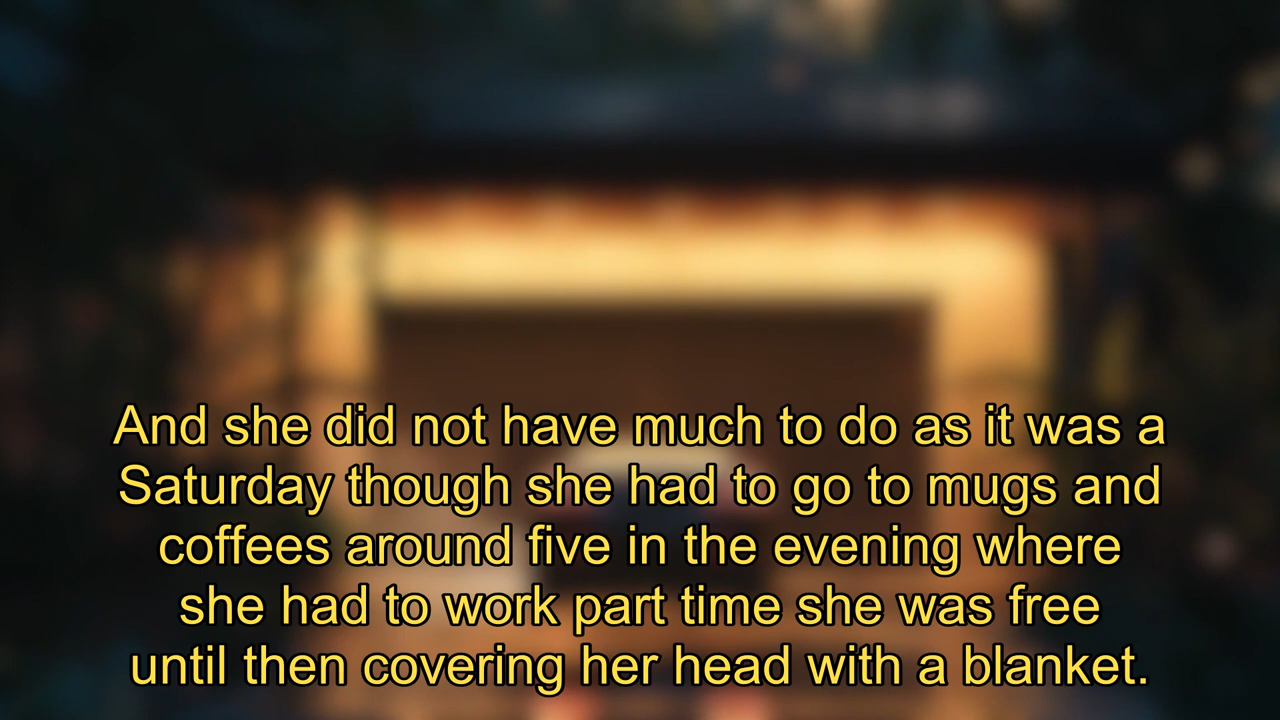 And she did not have much to do as it was a
Saturday though she had to go to mugs and
coffees around five in the evening where
she had to work part time she was free
until then covering her head with a blanket.